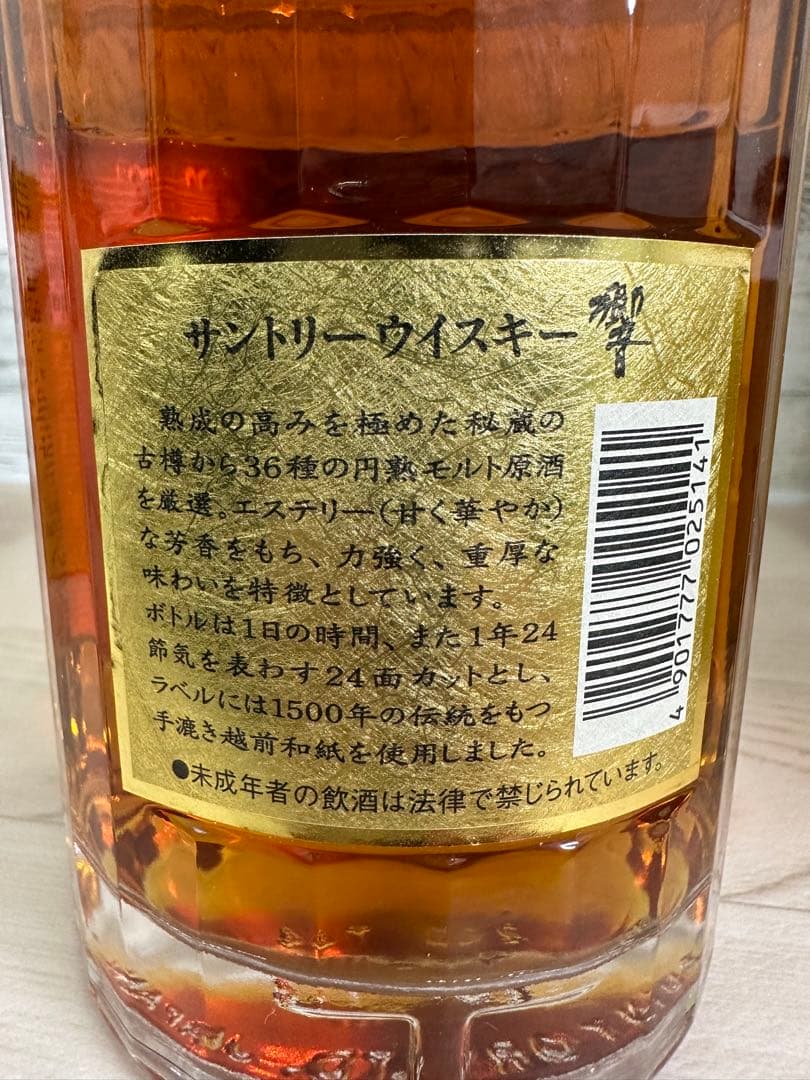 サントリーウイスキー 響
熟成の高みを極めた秘蔵の
古樽から36種の円熟モルト原酒
を厳選。エステリー(甘く華やか)
な芳香をもち、力強く、重厚な
味わいを特徴としています。
ボトルは1日の時間、また1年24
節気を表わす24面カットとし、
ラベルには1500年の伝統をもつ
手漉き越前和紙を使用しました。
●未成年者の飲酒は法律で禁じられています。
4 901777 025141